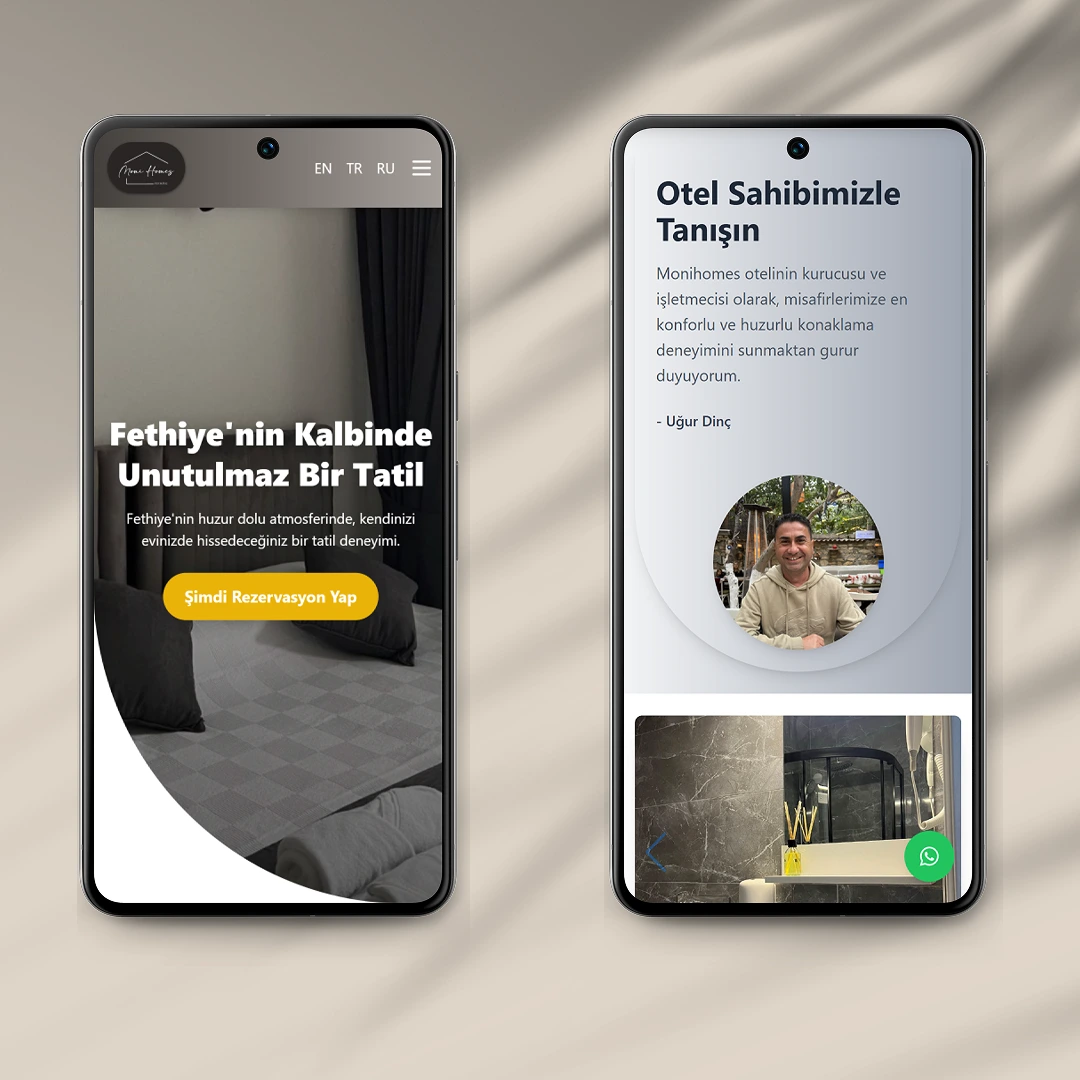 Moni Homes
EN TR RU
Fethiye'nin Kalbinde
Unutulmaz Bir Tatil
Fethiye'nin huzur dolu atmosferinde, kendinizi
evinizde hissedeceğiniz bir tatil deneyimi.
Şimdi Rezervasyon Yap
Otel Sahibimizle
Tanışın
Monihomes otelinin kurucusu ve
işletmecisi olarak, misafirlerimize en
konforlu ve huzurlu konaklama
deneyimini sunmaktan gurur
duyuyorum.
- Uğur Dinç